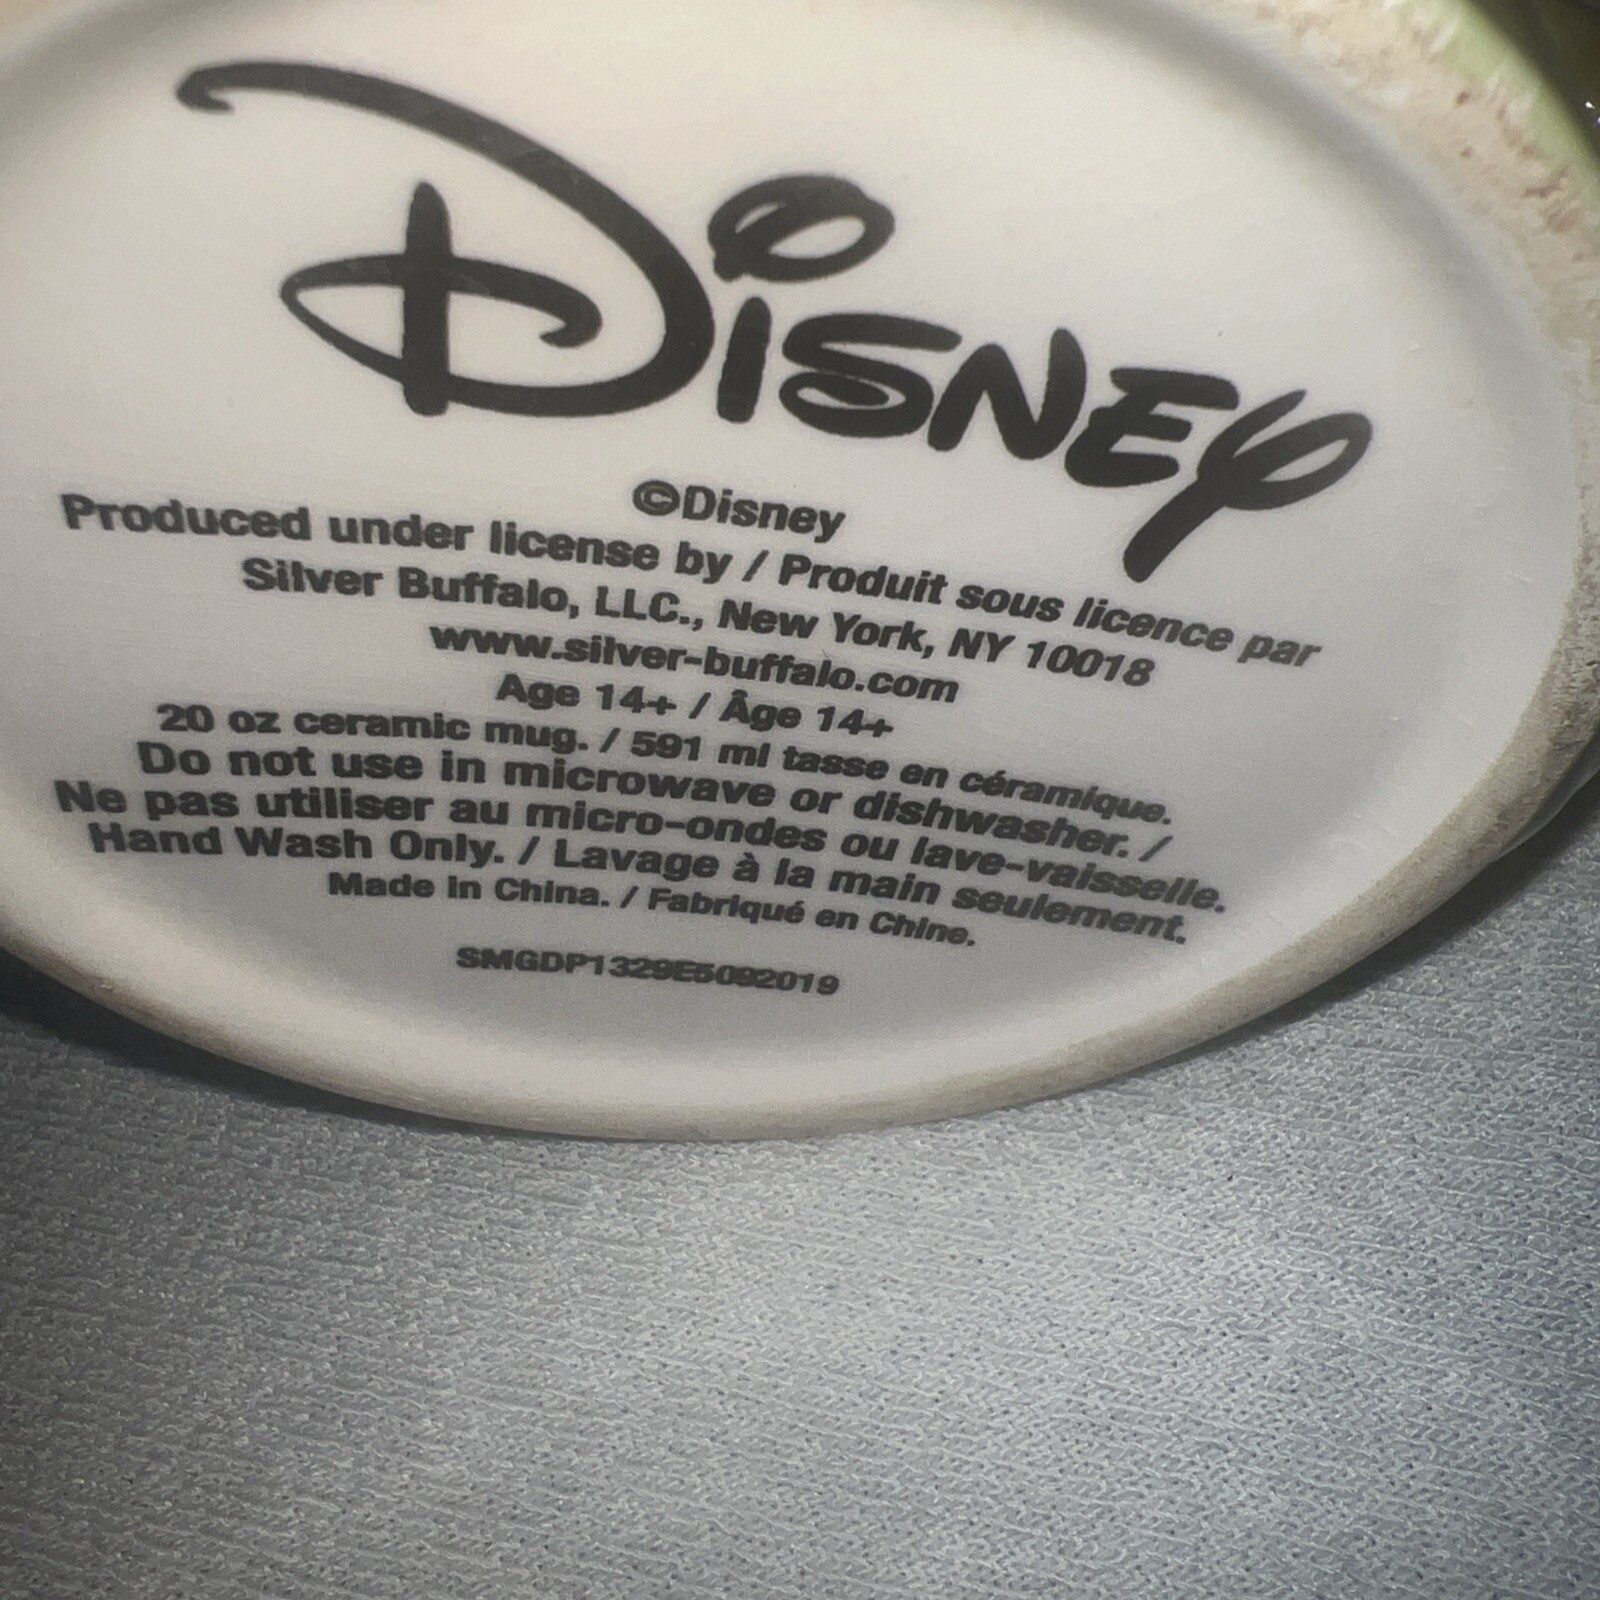 Disney
©Disney
Produced under license by / Produit sous licence par
Silver Buffalo, LLC., New York, NY 10018
www.silver-buffalo.com
Age 14+ / Âge 14+
20 oz ceramic mug. / 591 ml tasse en céramique.
Do not use in microwave or dishwasher. /
Ne pas utiliser au micro-ondes ou lave-vaisselle.
Hand Wash Only. / Lavage à la main seulement.
Made in China. / Fabriqué en Chine.
SMGDP1329E5092019